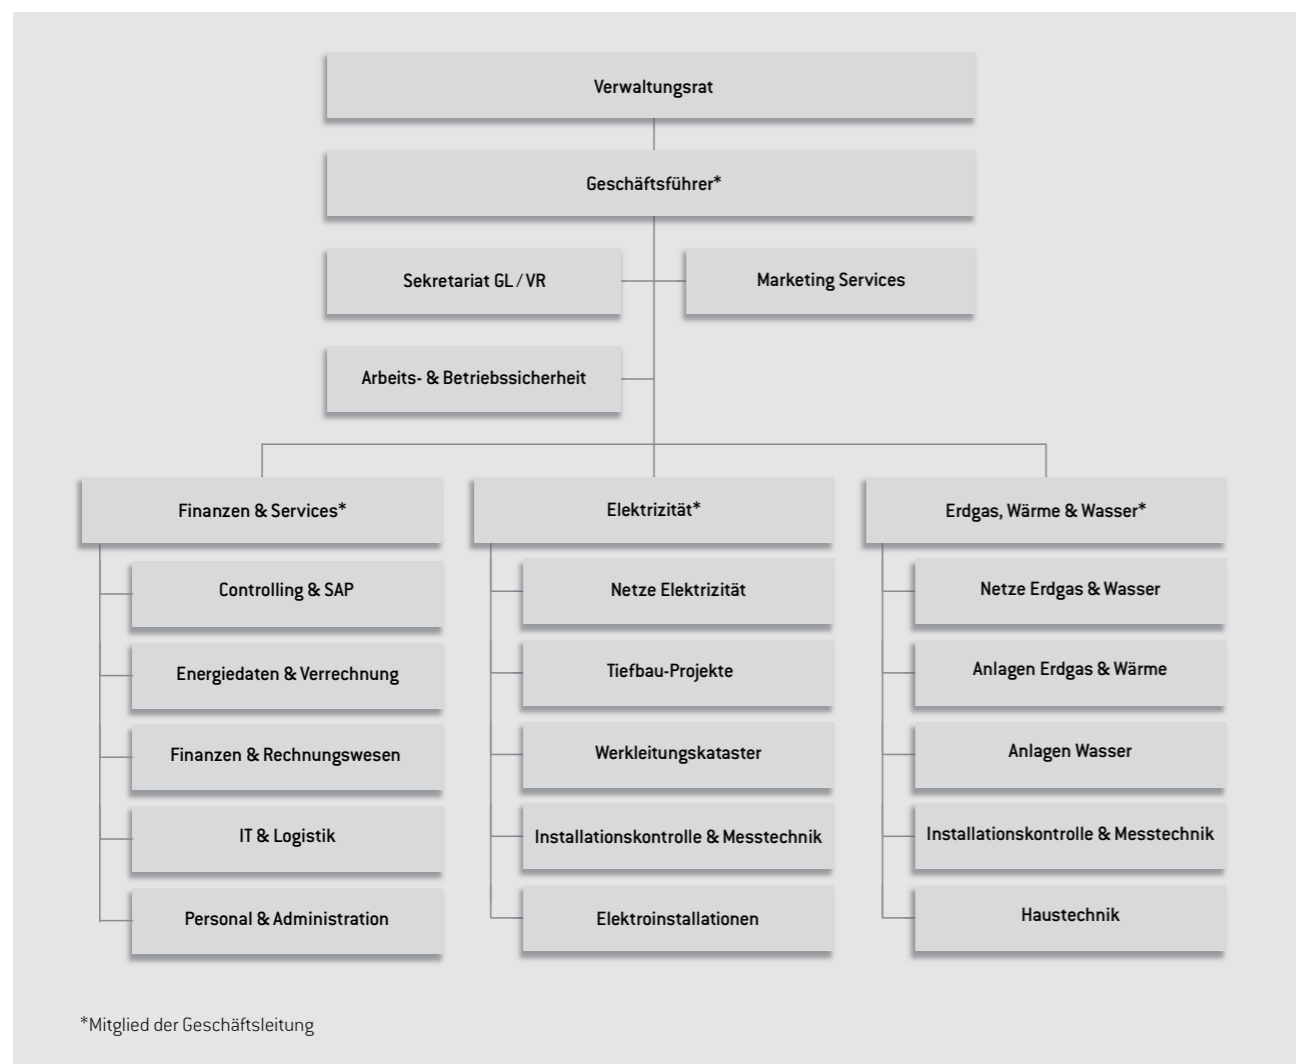 Verwaltungsrat
Geschäftsführer*
Sekretariat GL / VR
Marketing Services
Arbeits- & Betriebssicherheit
Finanzen & Services*
Controlling & SAP
Energiedaten & Verrechnung
Finanzen & Rechnungswesen
IT & Logistik
Personal & Administration
Elektrizität*
Netze Elektrizität
Tiefbau-Projekte
Werkleitungskataster
Installationskontrolle & Messtechnik
Elektroinstallationen
Erdgas, Wärme & Wasser*
Netze Erdgas & Wasser
Anlagen Erdgas & Wärme
Anlagen Wasser
Installationskontrolle & Messtechnik
Haustechnik
*Mitglied der Geschäftsleitung